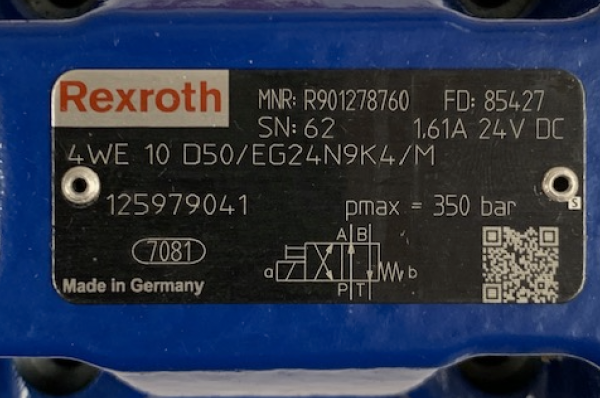 Rexroth MNR: R901278760 FD: 85427
SN: 62 1.61A 24V DC
4WE 10 D50/EG24N9K4/M
125979041 pmax = 350 bar
7081
A B
a b
P T
S
Made in Germany